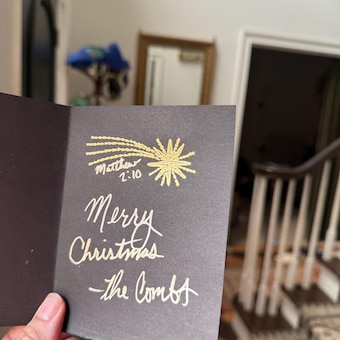 Matthew
2:10
Merry
Christmas
-The Combs